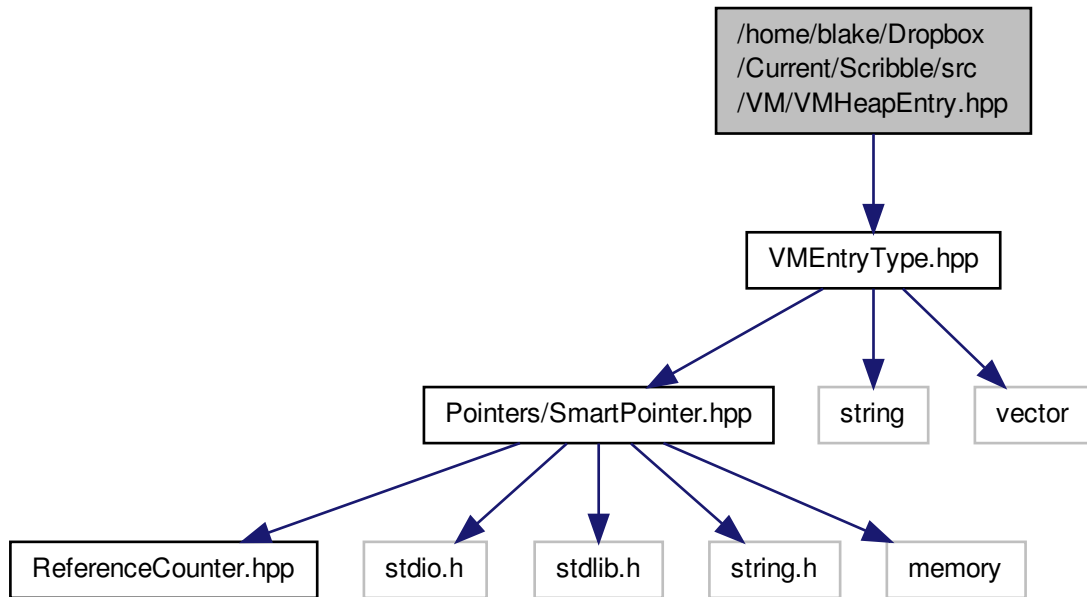 /home/blake/Dropbox
/Current/Scribble/src
/VM/VMHeapEntry.hpp
VMEntryType.hpp
Pointers/SmartPointer.hpp
string
vector
ReferenceCounter.hpp
stdio.h
stdlib.h
string.h
memory